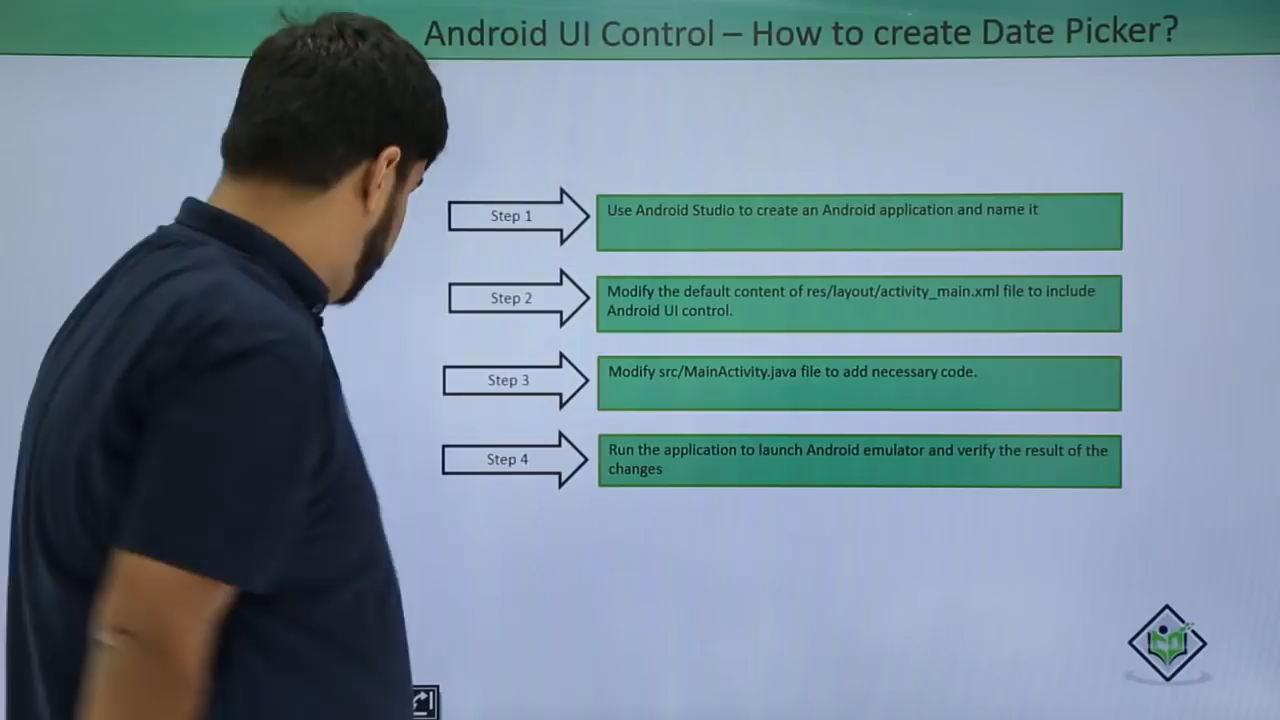 Android UI Control – How to create Date Picker?
Step 1
Use Android Studio to create an Android application and name it
Step 2
Modify the default content of res/layout/activity_main.xml file to include
Android UI control.
Step 3
Modify src/MainActivity.java file to add necessary code.
Step 4
Run the application to launch Android emulator and verify the result of the
changes